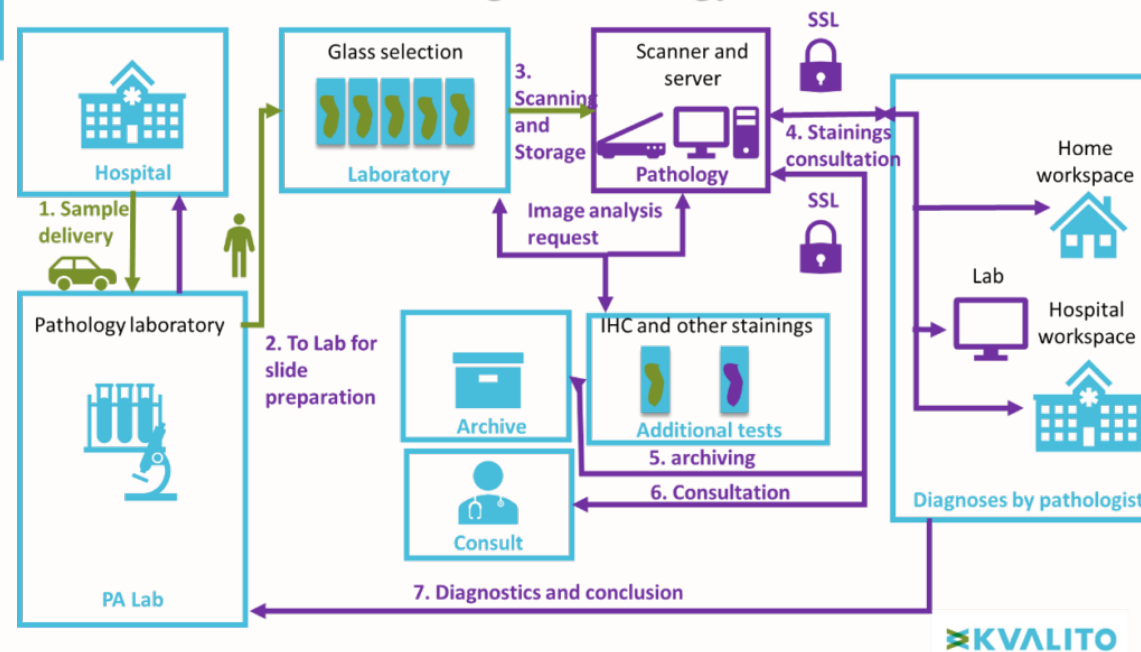 SSL
Glass selection
Scanner and
server
3.
Scanning
and
Storage
Hospital
Laboratory
Pathology
4. Stainings
consultation
Home
workspace
1. Sample
delivery
Image analysis
request
SSL
Pathology laboratory
2. To Lab for
slide
preparation
IHC and other stainings
Lab
Hospital
workspace
Archive
Additional tests
5. archiving
6. Consultation
Diagnoses by pathologist
Consult
7. Diagnostics and conclusion
PA Lab
KVALITO